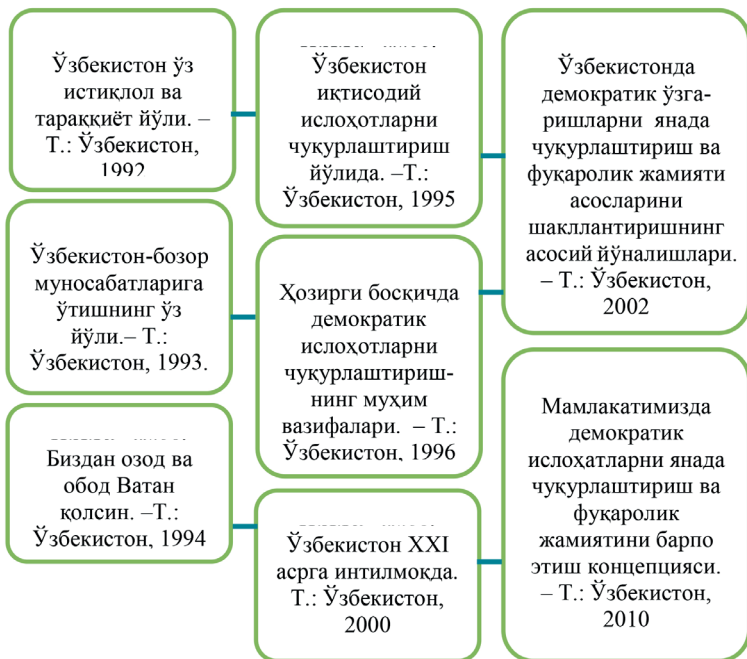 Ўзбекистон ўз
истиқлол ва
тараққиёт йўли. –
Т.: Ўзбекистон,
1992
Ўзбекистон-бозор
муносабатларига
ўтишнинг ўз
йўли.– Т.:
Ўзбекистон, 1993.
Биздан озод ва
обод Ватан
қолсин. –Т.:
Ўзбекистон, 1994
Ўзбекистон
иқтисодий
ислоҳотларни
чуқурлаштириш
йўлида. –Т.:
Ўзбекистон, 1995
Ҳозирги босқичда
демократик
ислоҳотларни
чуқурлаштириш-
нинг муҳим
вазифалари. – Т.:
Ўзбекистон, 1996
Ўзбекистон XXI
асрга интилмоқда.
Т.: Ўзбекистон,
2000
Ўзбекистонда
демократик ўзга-
ришларни янада
чуқурлаштириш ва
фуқаролик жамияти
асосларини
шакллантиришнинг
асосий йўналишлари.
– Т.: Ўзбекистон,
2002
Мамлакатимизда
демократик
ислоҳатларни янада
чуқурлаштириш ва
фуқаролик
жамиятини барпо
этиш концепцияси.
– Т.: Ўзбекистон,
2010